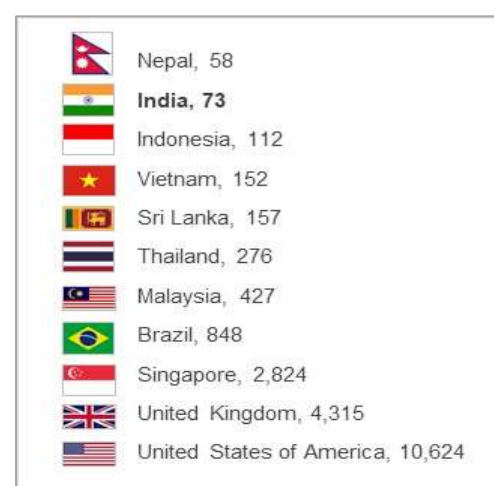 Nepal, 58
India, 73
Indonesia, 112
Vietnam, 152
Sri Lanka, 157
Thailand, 276
Malaysia, 427
Brazil, 848
Singapore, 2,824
United Kingdom, 4,315
United States of America, 10,624